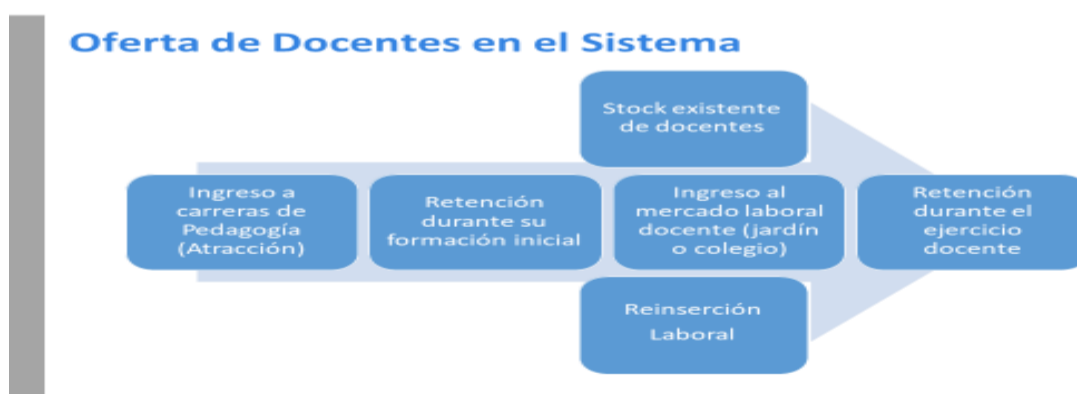 Oferta de Docentes en el Sistema
Stock existente
de docentes
Ingreso a
carreras de
Pedagogía
(Atracción)
Retención
durante su
formación inicial
Ingreso al
mercado laboral
docente (jardín
o colegio)
Retención
durante el
ejercicio
docente
Reinserción
Laboral